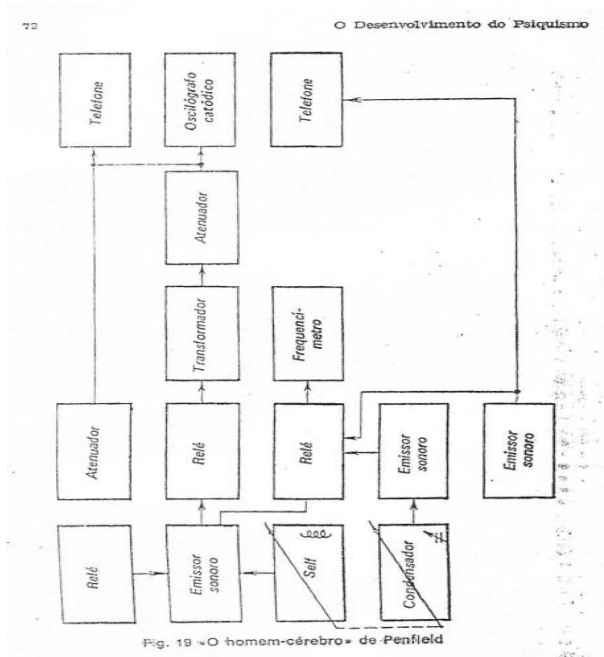 72
O Desenvolvimento do Psiquismo
Telefone
Oscilógrafo
catódico
Telefone
Atenuador
Transformador
Frequencí-
metro
Atenuador
Relé
Relé
Emissor
sonoro
Emissor
sonoro
Relé
Emissor
sonoro
Self
Condensador
Fig. 19 «O homem-cérebro» de Penfield